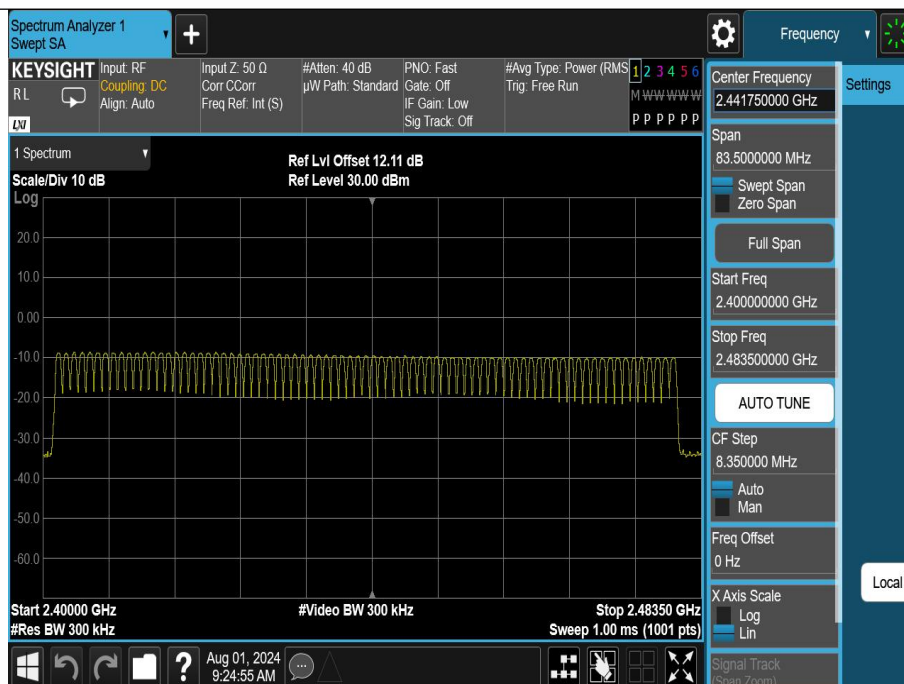 Spectrum Analyzer 1
Swept SA
Frequency
KEYSIGHT
R L
LXI
Input: RF
Coupling: DC
Align: Auto
Input Z: 50 Ω
Corr CCorr
Freq Ref: Int (S)
#Atten: 40 dB
µW Path: Standard
PNO: Fast
Gate: Off
IF Gain: Low
Sig Track: Off
#Avg Type: Power (RMS
Trig: Free Run
1 2 3 4 5 6
M W W W W W
P P P P P P
Center Frequency
2.441750000 GHz
Settings
Span
83.5000000 MHz
Swept Span
Zero Span
Full Span
Start Freq
2.400000000 GHz
Stop Freq
2.483500000 GHz
AUTO TUNE
CF Step
8.350000 MHz
Auto
Man
Freq Offset
0 Hz
X Axis Scale
Log
Lin
Signal Track
(Span Zoom)
Local
1 Spectrum
Scale/Div 10 dB
Log
Ref Lvl Offset 12.11 dB
Ref Level 30.00 dBm
20.0
10.0
0.00
-10.0
-20.0
-30.0
-40.0
-50.0
-60.0
Start 2.40000 GHz
#Res BW 300 kHz
#Video BW 300 kHz
Stop 2.48350 GHz
Sweep 1.00 ms (1001 pts)
?
Aug 01, 2024
9:24:55 AM